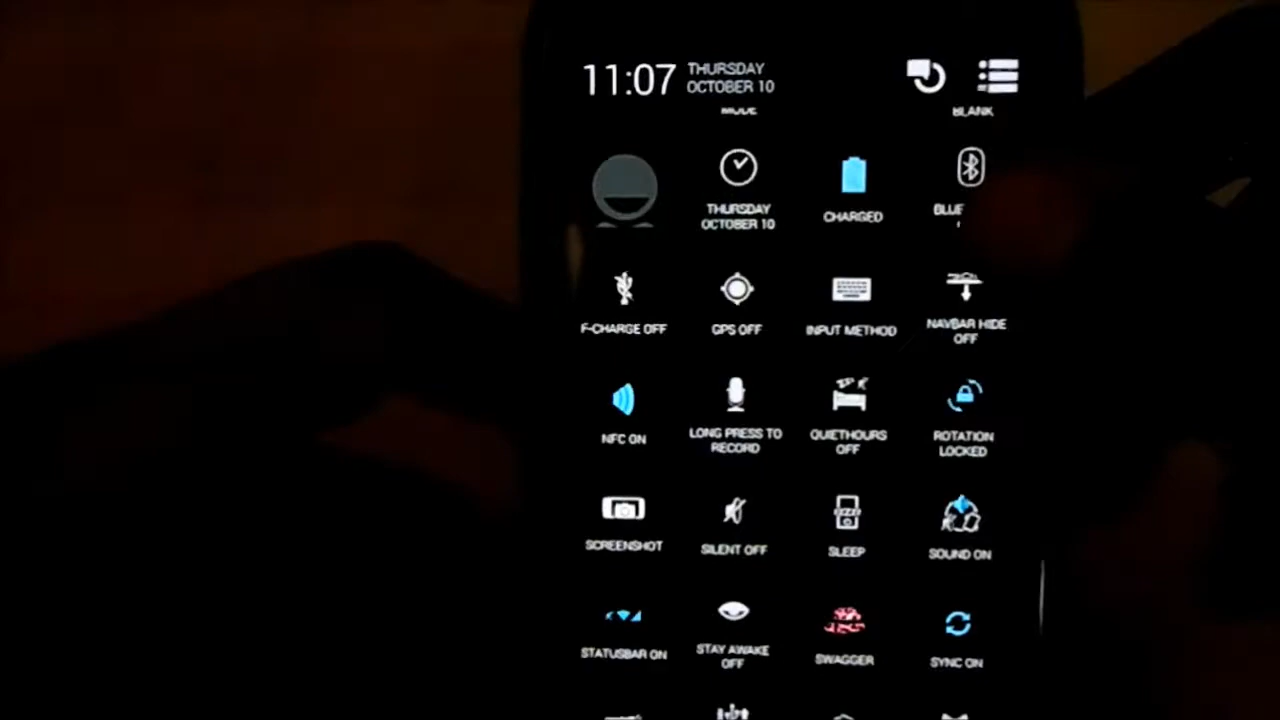 11:07 THURSDAY
OCTOBER 10
MODE
BLANK
THURSDAY
OCTOBER 10
CHARGED
F-CHARGE OFF
GPS OFF
INPUT METHOD
NAVBAR HIDE
OFF
NFC ON
LONG PRESS TO
RECORD
QUIETHOURS
OFF
ROTATION
LOCKED
SCREENSHOT
SILENT OFF
SLEEP
SOUND ON
STATUSBAR ON
STAY AWAKE
OFF
SWAGGER
SYNC ON